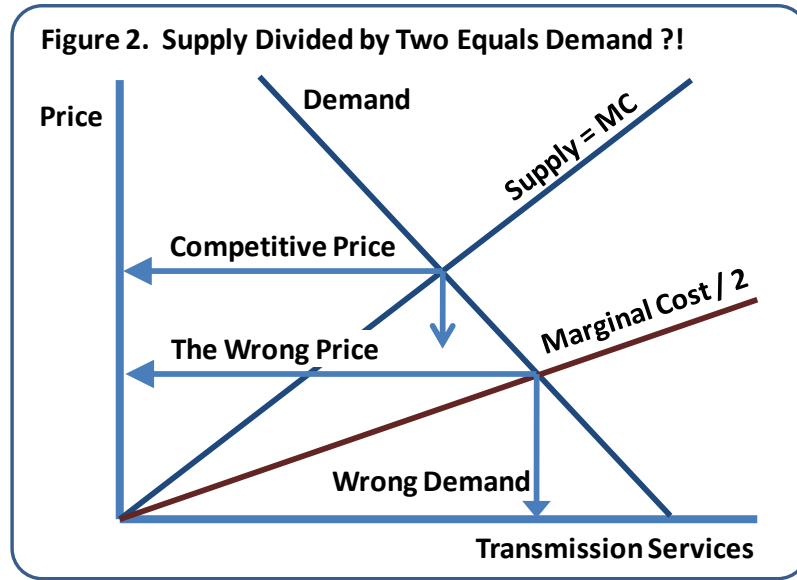 Figure 2.  Supply Divided by Two Equals Demand ?!
Price
Demand
Supply = MC
Competitive Price
Marginal Cost / 2
The Wrong Price
Wrong Demand
Transmission Services